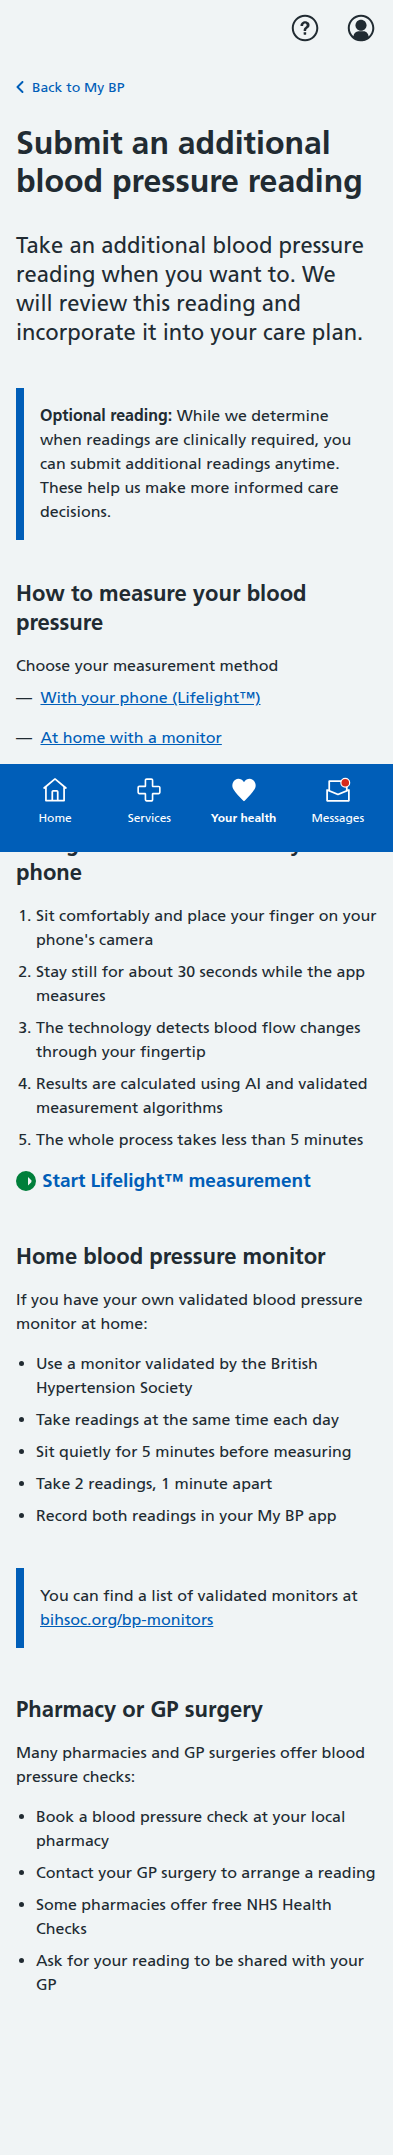 Back to My BP
Submit an additional
blood pressure reading
Take an additional blood pressure
reading when you want to. We
will review this reading and
incorporate it into your care plan.
Optional reading: While we determine
when readings are clinically required, you
can submit additional readings anytime.
These help us make more informed care
decisions.
How to measure your blood
pressure
Choose your measurement method
— With your phone (Lifelight™)
— At home with a monitor
Home Services Your health Messages
phone
1. Sit comfortably and place your finger on your
phone's camera
2. Stay still for about 30 seconds while the app
measures
3. The technology detects blood flow changes
through your fingertip
4. Results are calculated using AI and validated
measurement algorithms
5. The whole process takes less than 5 minutes
Start Lifelight™ measurement
Home blood pressure monitor
If you have your own validated blood pressure
monitor at home:
• Use a monitor validated by the British
Hypertension Society
• Take readings at the same time each day
• Sit quietly for 5 minutes before measuring
• Take 2 readings, 1 minute apart
• Record both readings in your My BP app
You can find a list of validated monitors at
bihsoc.org/bp-monitors
Pharmacy or GP surgery
Many pharmacies and GP surgeries offer blood
pressure checks:
• Book a blood pressure check at your local
pharmacy
• Contact your GP surgery to arrange a reading
• Some pharmacies offer free NHS Health
Checks
• Ask for your reading to be shared with your
GP